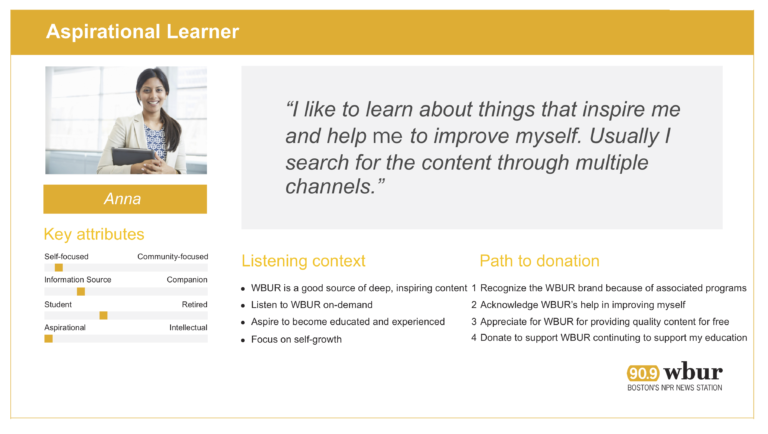 Aspirational Learner
“I like to learn about things that inspire me
and help me to improve myself. Usually I
search for the content through multiple
channels.”
Anna
Key attributes
Self-focused Community-focused
Information Source Companion
Student Retired
Aspirational Intellectual
Listening context
• WBUR is a good source of deep, inspiring content
• Listen to WBUR on-demand
• Aspire to become educated and experienced
• Focus on self-growth
Path to donation
1 Recognize the WBUR brand because of associated programs
2 Acknowledge WBUR’s help in improving myself
3 Appreciate for WBUR for providing quality content for free
4 Donate to support WBUR continuting to support my education
90.9 wbur
BOSTON'S NPR NEWS STATION